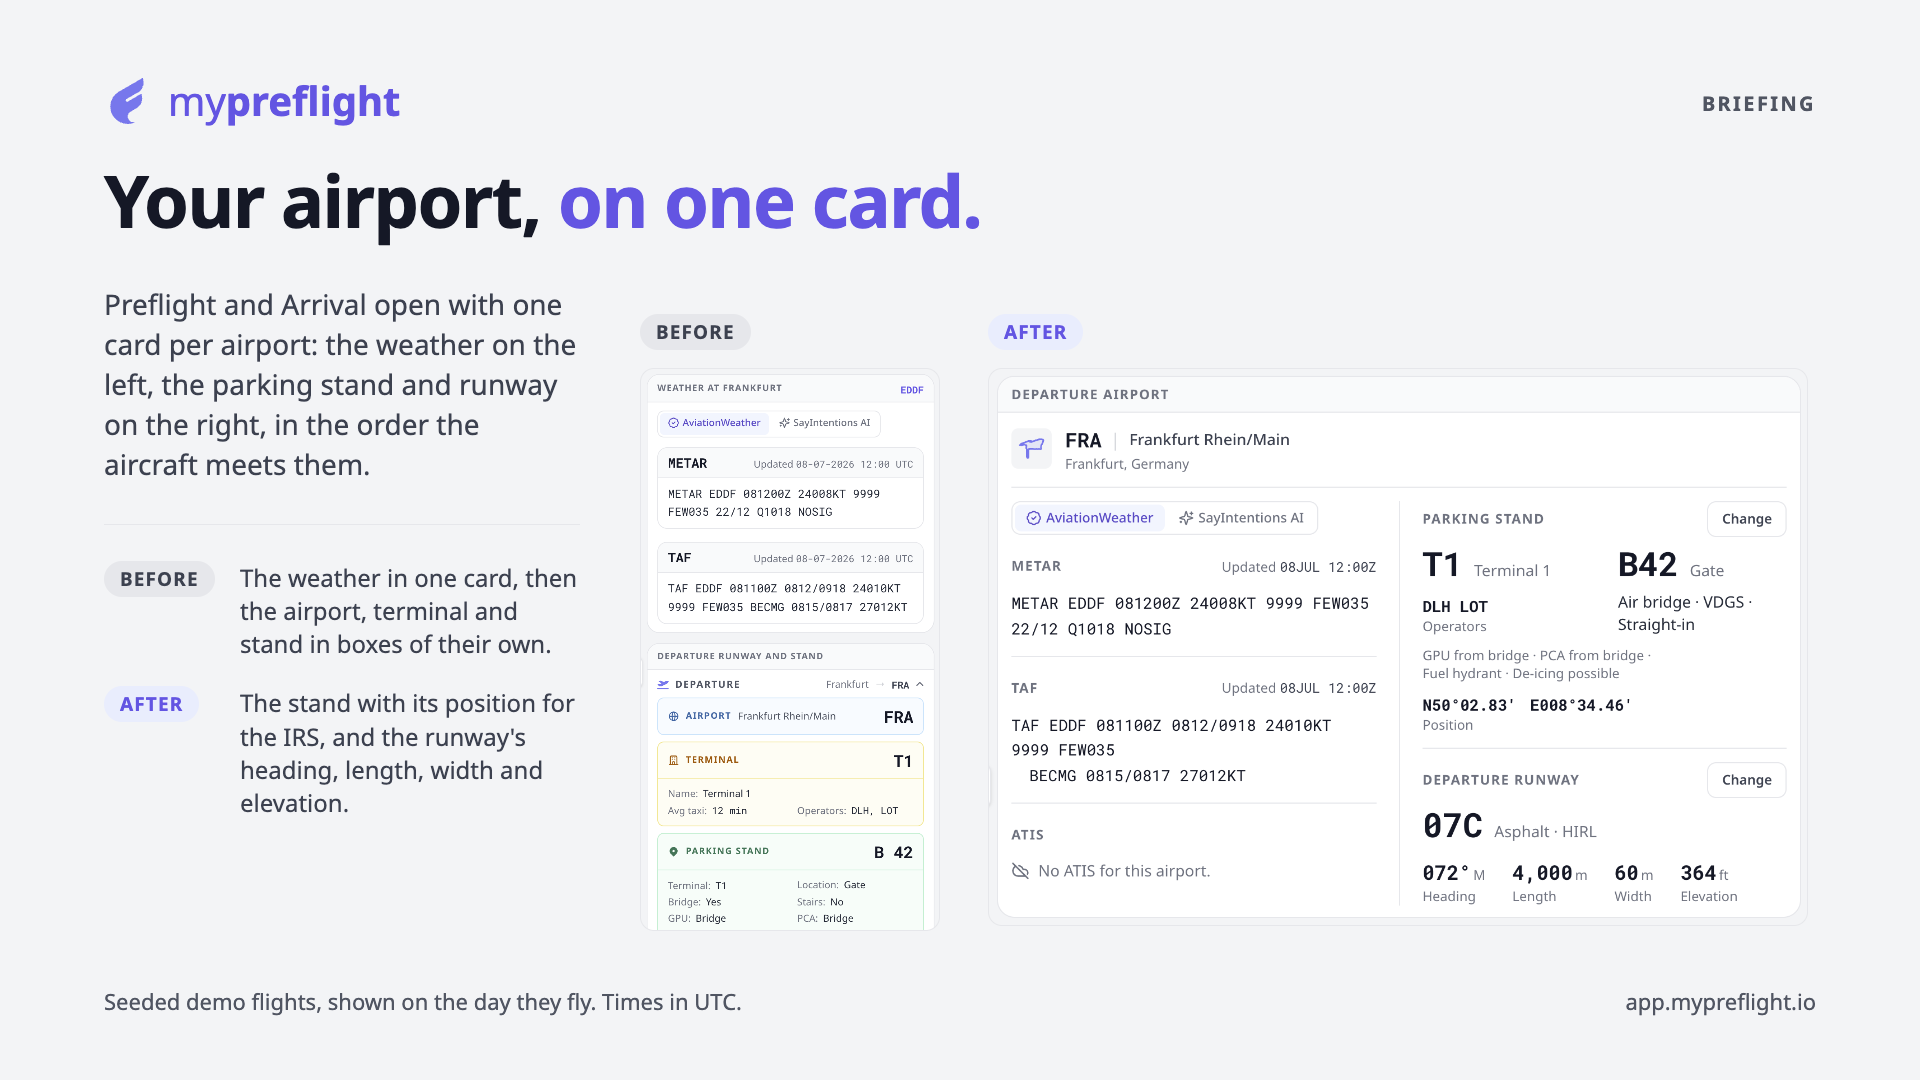 mypreflight
BRIEFING
Your airport, on one card.
Preflight and Arrival open with one
card per airport: the weather on the
left, the parking stand and runway
on the right, in the order the
aircraft meets them.
BEFORE
The weather in one card, then
the airport, terminal and
stand in boxes of their own.
AFTER
The stand with its position for
the IRS, and the runway's
heading, length, width and
elevation.
BEFORE
WEATHER AT FRANKFURT
EDDF
AviationWeather
SayIntentions AI
METAR
Updated 08-07-2026 12:00 UTC
METAR EDDF 081200Z 24008KT 9999
FEW035 22/12 Q1018 NOSIG
TAF
Updated 08-07-2026 12:00 UTC
TAF EDDF 081100Z 0812/0918 24010KT
9999 FEW035 BECMG 0815/0817 27012KT
DEPARTURE RUNWAY AND STAND
DEPARTURE
Frankfurt → FRA
AIRPORT Frankfurt Rhein/Main FRA
TERMINAL T1
Name: Terminal 1
Avg taxi: 12 min Operators: DLH, LOT
PARKING STAND B 42
Terminal: T1 Location: Gate
Bridge: Yes Stairs: No
GPU: Bridge PCA: Bridge
AFTER
DEPARTURE AIRPORT
FRA Frankfurt Rhein/Main
Frankfurt, Germany
AviationWeather
SayIntentions AI
METAR
Updated 08JUL 12:00Z
METAR EDDF 081200Z 24008KT 9999 FEW035
22/12 Q1018 NOSIG
TAF
Updated 08JUL 12:00Z
TAF EDDF 081100Z 0812/0918 24010KT
9999 FEW035
BECMG 0815/0817 27012KT
ATIS
No ATIS for this airport.
PARKING STAND
Change
T1 Terminal 1
B42 Gate
DLH LOT
Operators
Air bridge · VDGS ·
Straight-in
GPU from bridge · PCA from bridge ·
Fuel hydrant · De-icing possible
N50°02.83' E008°34.46'
Position
DEPARTURE RUNWAY
Change
07C Asphalt · HIRL
072° M 4,000 m 60 m 364 ft
Heading Length Width Elevation
Seeded demo flights, shown on the day they fly. Times in UTC.
app.mypreflight.io